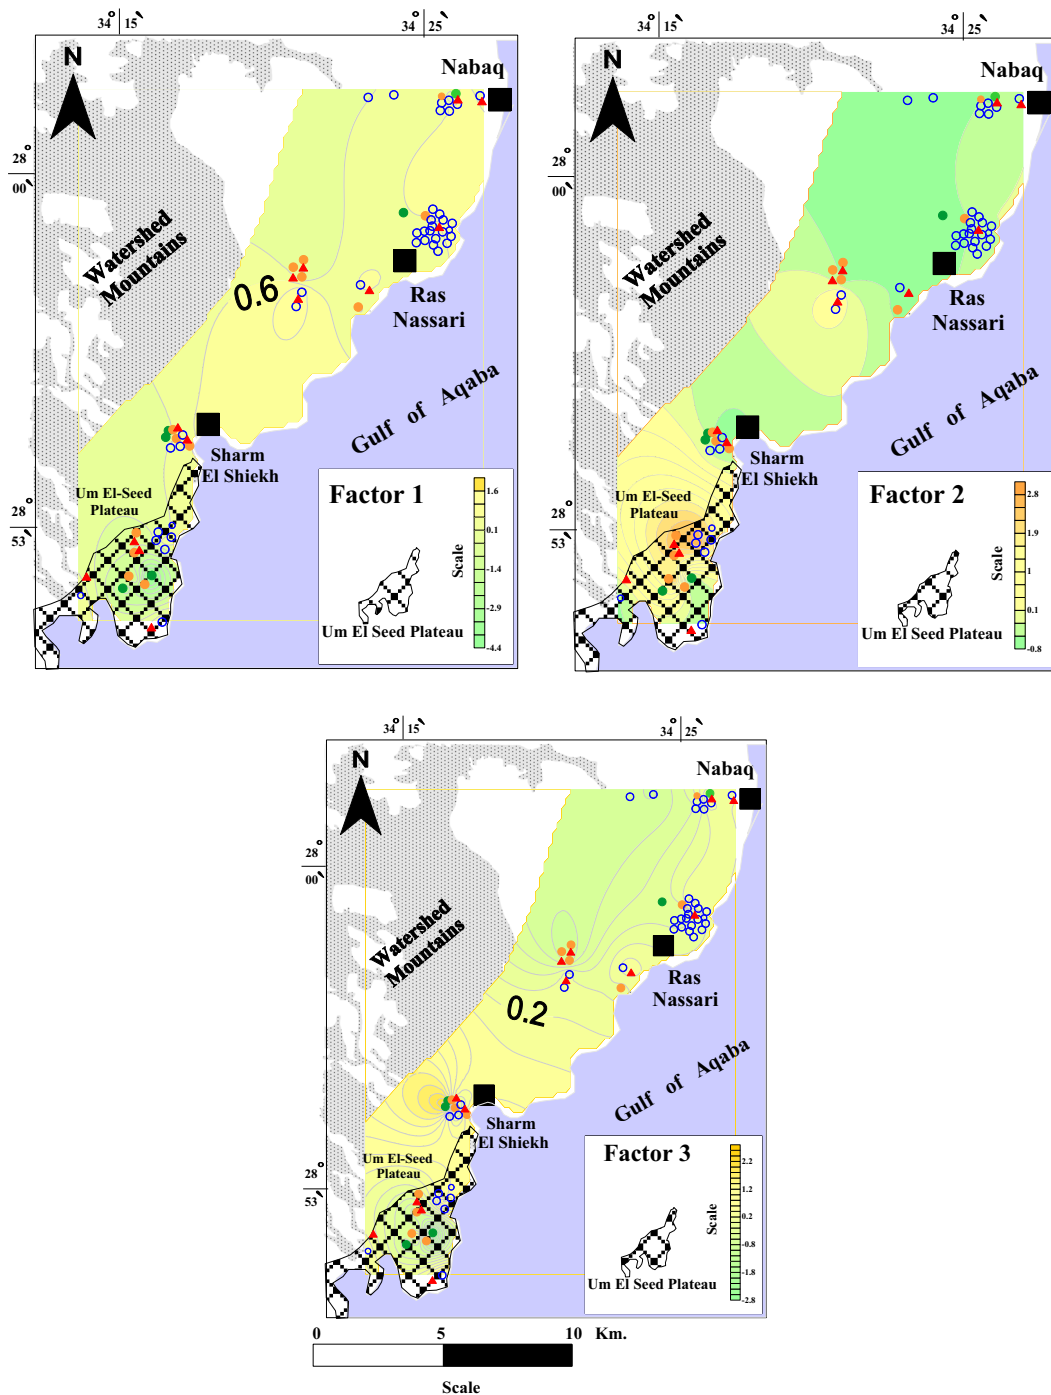 34° 15' 34° 25'
N
Nabaq
28°
00'
Watershed
Mountains
0.6
Ras
Nassari
Gulf of Aqaba
Sharm
El Shiekh
Um El-Seed
Plateau
28°
53'
Factor 1
1.6
0.1
-1.4
-2.9
-4.4
Scale
Um El Seed Plateau
34° 15' 34° 25'
N
Nabaq
28°
00'
Watershed
Mountains
Ras
Nassari
Gulf of Aqaba
Sharm
El Shiekh
Um El-Seed
Plateau
28°
53'
Factor 2
2.8
1.9
1
0.1
-0.8
Scale
Um El Seed Plateau
34° 15' 34° 25'
N
Nabaq
28°
00'
Watershed
Mountains
Ras
Nassari
0.2
Gulf of Aqaba
Sharm
El Shiekh
Um El-Seed
Plateau
28°
53'
Factor 3
2.2
1.2
0.2
-0.8
-1.8
-2.8
Scale
Um El Seed Plateau
0 5 10 Km.
Scale